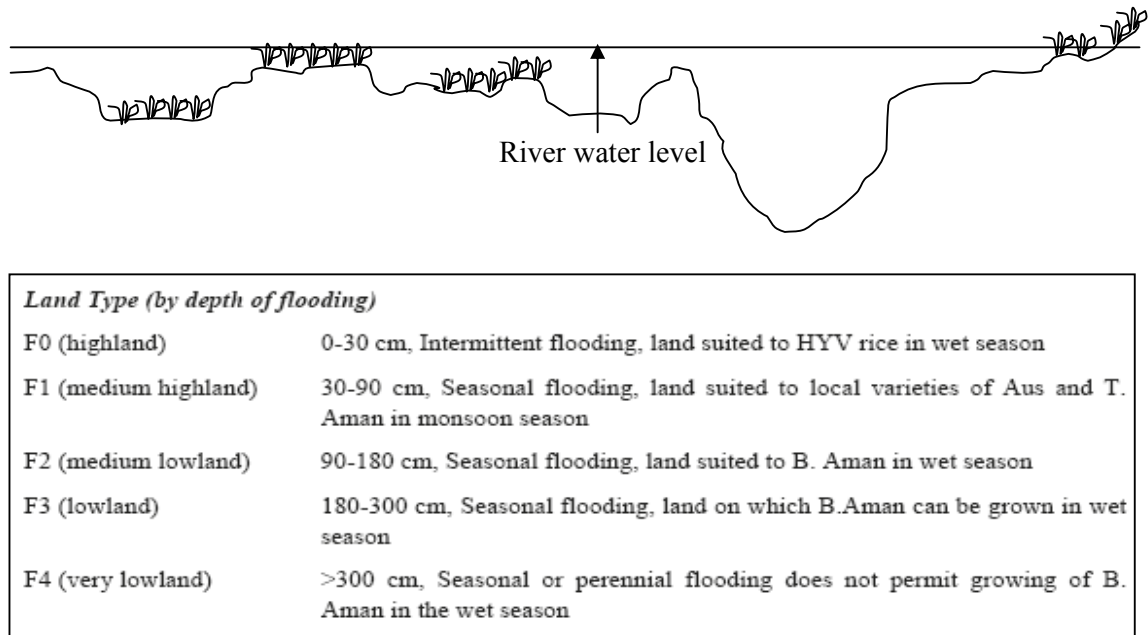 River water level
Land Type (by depth of flooding)
F0 (highland) 0-30 cm, Intermittent flooding, land suited to HYV rice in wet season
F1 (medium highland) 30-90 cm, Seasonal flooding, land suited to local varieties of Aus and T.
Aman in monsoon season
F2 (medium lowland) 90-180 cm, Seasonal flooding, land suited to B. Aman in wet season
F3 (lowland) 180-300 cm, Seasonal flooding, land on which B.Aman can be grown in wet
season
F4 (very lowland) >300 cm, Seasonal or perennial flooding does not permit growing of B.
Aman in the wet season